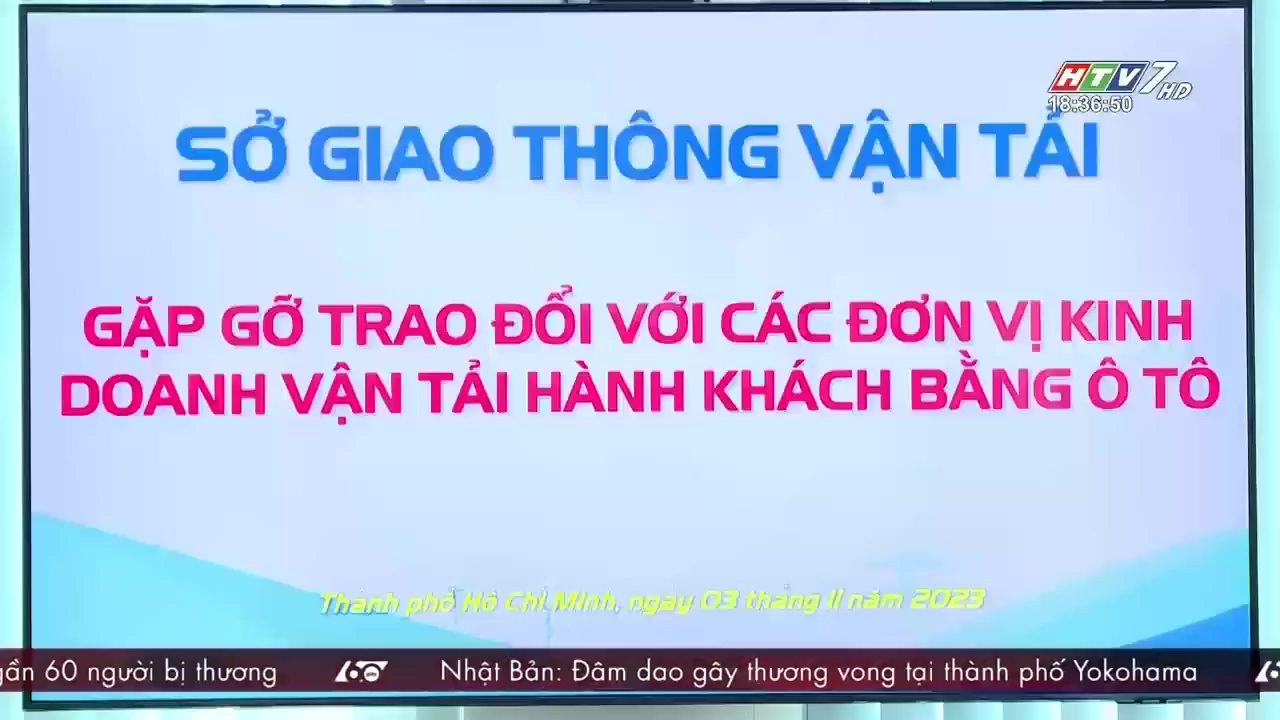 HTV7 HD
18:36:50
SỞ GIAO THÔNG VẬN TẢI
GẶP GỠ TRAO ĐỔI VỚI CÁC ĐƠN VỊ KINH
DOANH VẬN TẢI HÀNH KHÁCH BẰNG Ô TÔ
Thành phố Hồ Chí Minh, ngày 03 tháng 11 năm 2023
gần 60 người bị thương 60 Nhật Bản: Đâm dao gây thương vong tại thành phố Yokohama